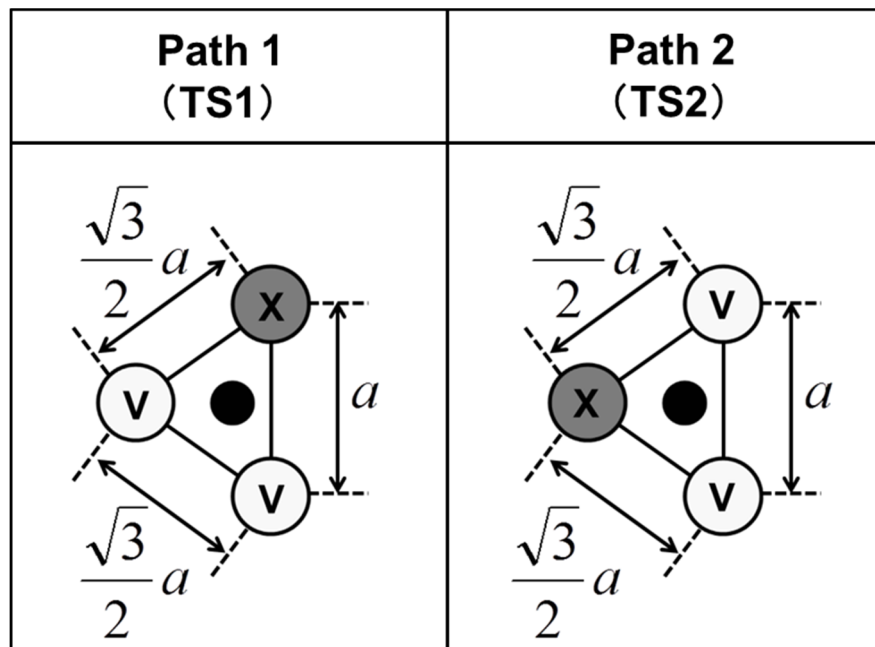 Path 1
（TS1）
Path 2
（TS2）
√3/2 a
X
V
V
a
√3/2 a
√3/2 a
V
X
V
a
√3/2 a